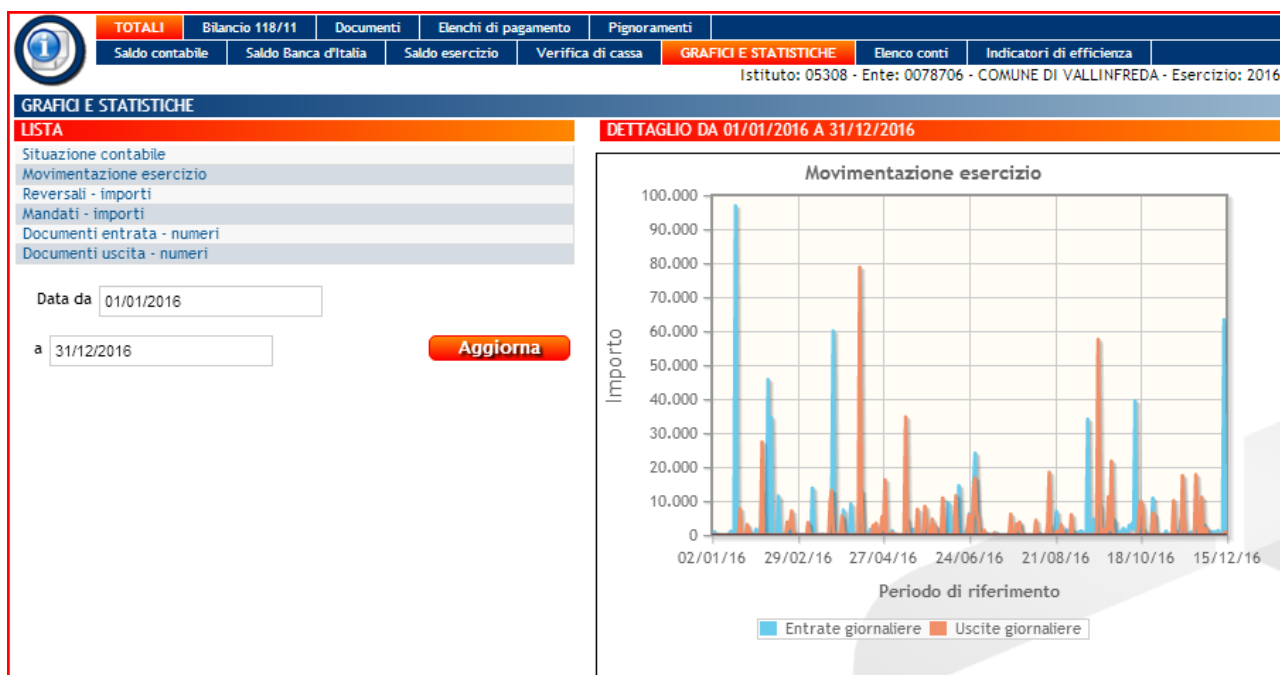 TOTALI Bilancio 118/11 Documenti Elenchi di pagamento Pignoramenti
Saldo contabile Saldo Banca d'Italia Saldo esercizio Verifica di cassa GRAFICI E STATISTICHE Elenco conti Indicatori di efficienza
Istituto: 05308 - Ente: 0078706 - COMUNE DI VALLINFREDA - Esercizio: 2016
GRAFICI E STATISTICHE
LISTA
Situazione contabile
Movimentazione esercizio
Reversali - importi
Mandati - importi
Documenti entrata - numeri
Documenti uscita - numeri
Data da 01/01/2016
a 31/12/2016
Aggiorna
DETTAGLIO DA 01/01/2016 A 31/12/2016
Movimentazione esercizio
100.000
90.000
80.000
70.000
60.000
50.000
40.000
30.000
20.000
10.000
0
Importo
02/01/16 29/02/16 27/04/16 24/06/16 21/08/16 18/10/16 15/12/16
Periodo di riferimento
Entrate giornaliere Uscite giornaliere